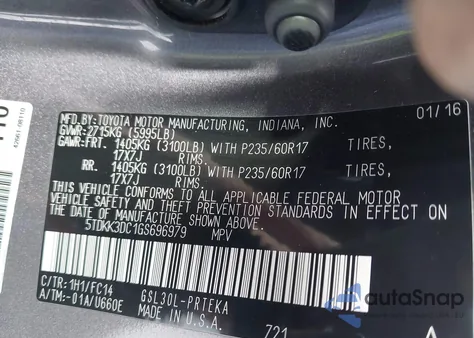 MFD.BY:TOYOTA MOTOR MANUFACTURING, INDIANA, INC. 01/16
GVWR: 2715KG (5995LB)
GAWR:FRT. 1405KG (3100LB) WITH P235/60R17 TIRES,
17X7J RIMS.
RR. 1405KG (3100LB) WITH P235/60R17 TIRES,
17X7J RIMS.
THIS VEHICLE CONFORMS TO ALL APPLICABLE FEDERAL MOTOR
VEHICLE SAFETY AND THEFT PREVENTION STANDARDS IN EFFECT ON
THE DATE OF MANUFACTURE SHOWN ABOVE.
5TDKK3DC1GS696979 MPV
C/TR: 1H1/FC14 GSL30L-PRTEKA
A/TM: -01A/U660E MADE IN U.S.A.
721
AutoSnap